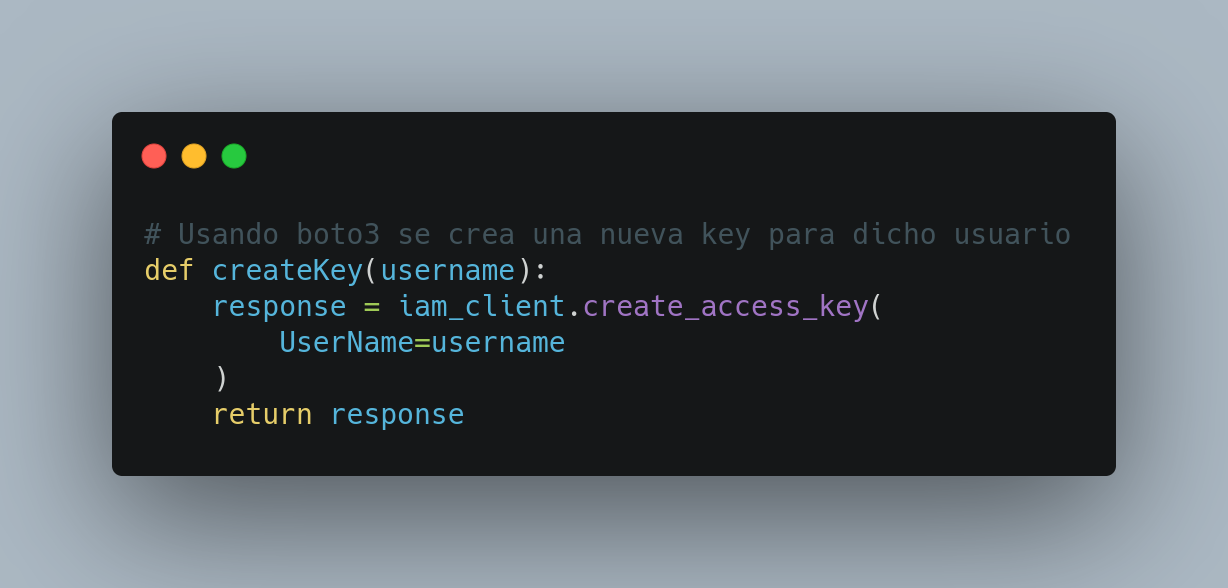 # Usando boto3 se crea una nueva key para dicho usuario
def createKey(username):
    response = iam_client.create_access_key(
        UserName=username
    )
    return response